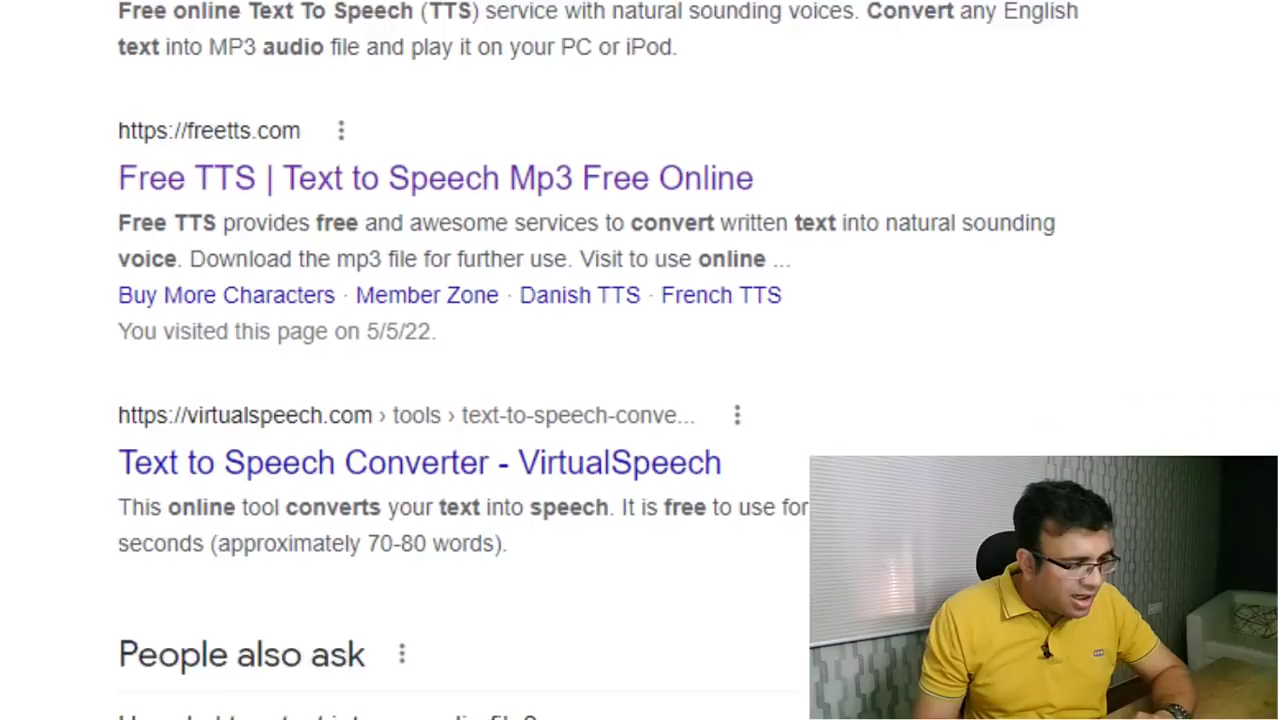 Free online Text To Speech (TTS) service with natural sounding voices. Convert any English
text into MP3 audio file and play it on your PC or iPod.
https://freetts.com
Free TTS | Text to Speech Mp3 Free Online
Free TTS provides free and awesome services to convert written text into natural sounding
voice. Download the mp3 file for further use. Visit to use online ...
Buy More Characters · Member Zone · Danish TTS · French TTS
You visited this page on 5/5/22.
https://virtualspeech.com › tools › text-to-speech-conve...
Text to Speech Converter - VirtualSpeech
This online tool converts your text into speech. It is free to use for
seconds (approximately 70-80 words).
People also ask